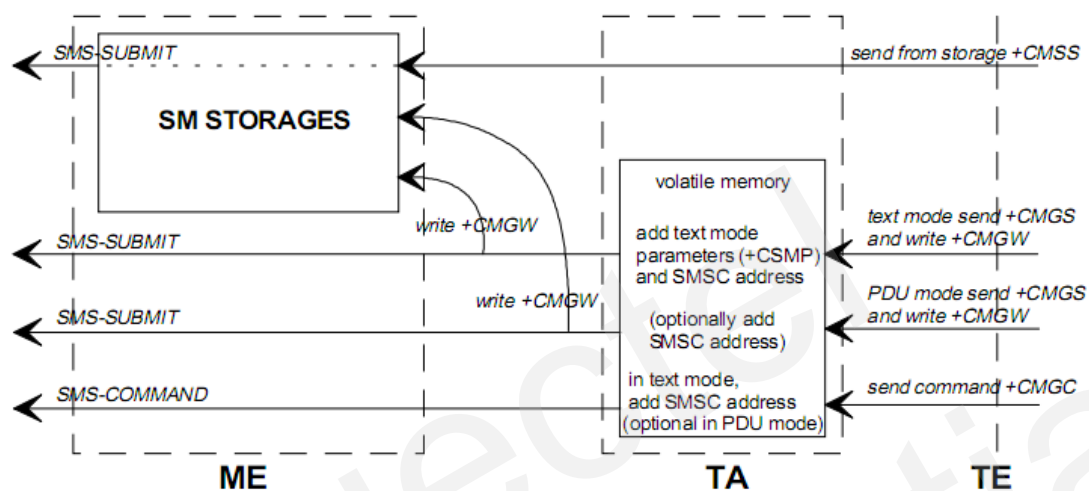 SMS-SUBMIT
send from storage +CMSS
SM STORAGES
volatile memory
write +CMGW
text mode send +CMGS
and write +CMGW
SMS-SUBMIT
add text mode
parameters (+CSMP)
and SMSC address
write +CMGW
PDU mode send +CMGS
and write +CMGW
SMS-SUBMIT
(optionally add
SMSC address)
SMS-COMMAND
in text mode,
add SMSC address
(optional in PDU mode)
send command +CMGC
ME
TA
TE